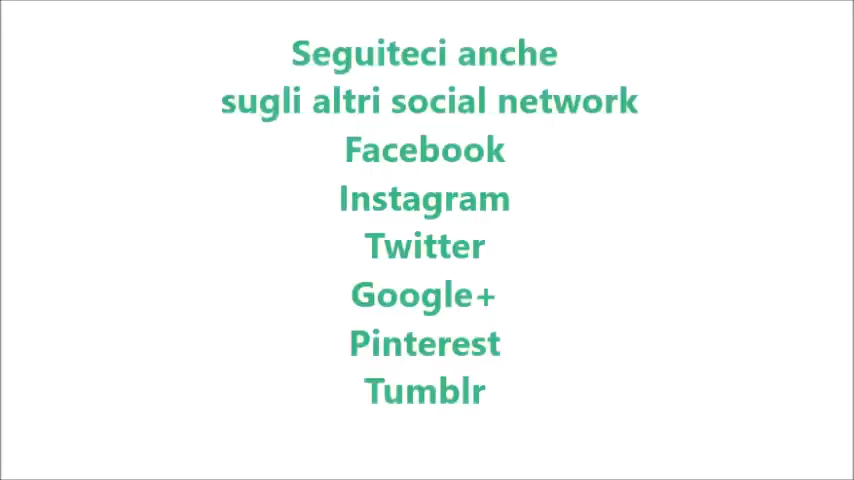 Seguiteci anche
sugli altri social network
Facebook
Instagram
Twitter
Google+
Pinterest
Tumblr